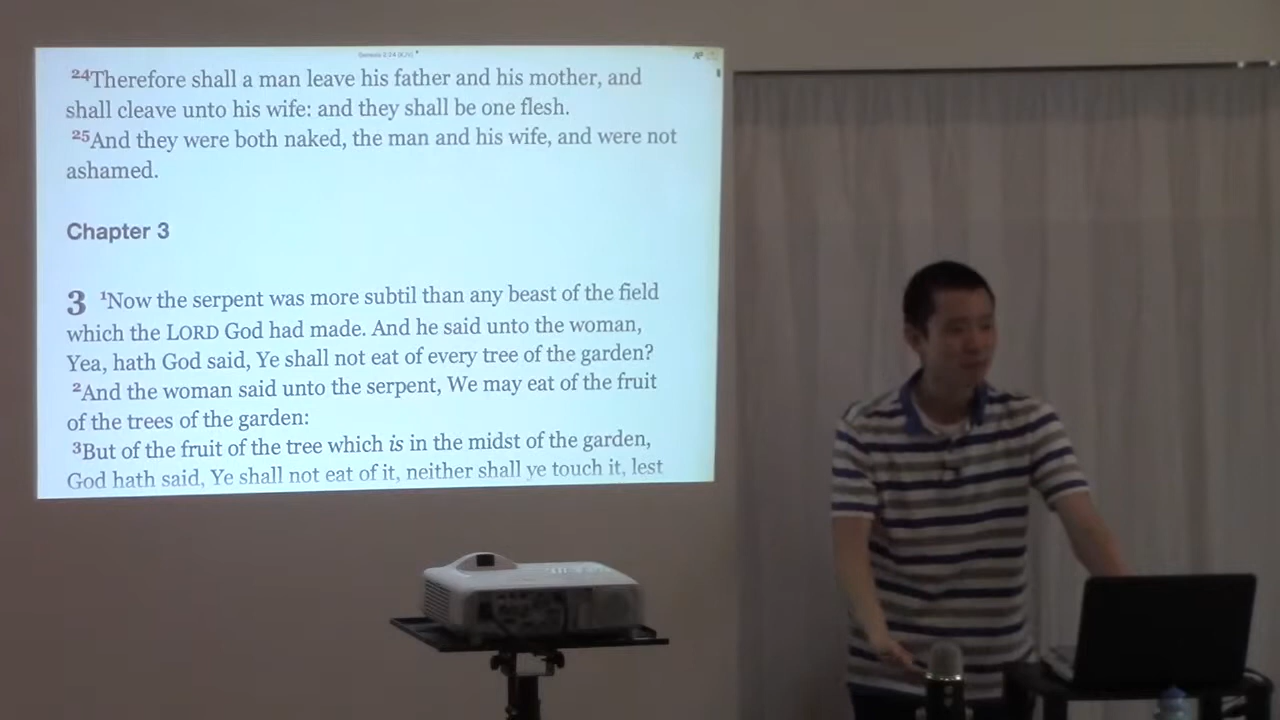 24Therefore shall a man leave his father and his mother, and
shall cleave unto his wife: and they shall be one flesh.
25And they were both naked, the man and his wife, and were not
ashamed.
Chapter 3
3 1Now the serpent was more subtil than any beast of the field
which the LORD God had made. And he said unto the woman,
Yea, hath God said, Ye shall not eat of every tree of the garden?
2And the woman said unto the serpent, We may eat of the fruit
of the trees of the garden:
3But of the fruit of the tree which is in the midst of the garden,
God hath said, Ye shall not eat of it, neither shall ye touch it, lest